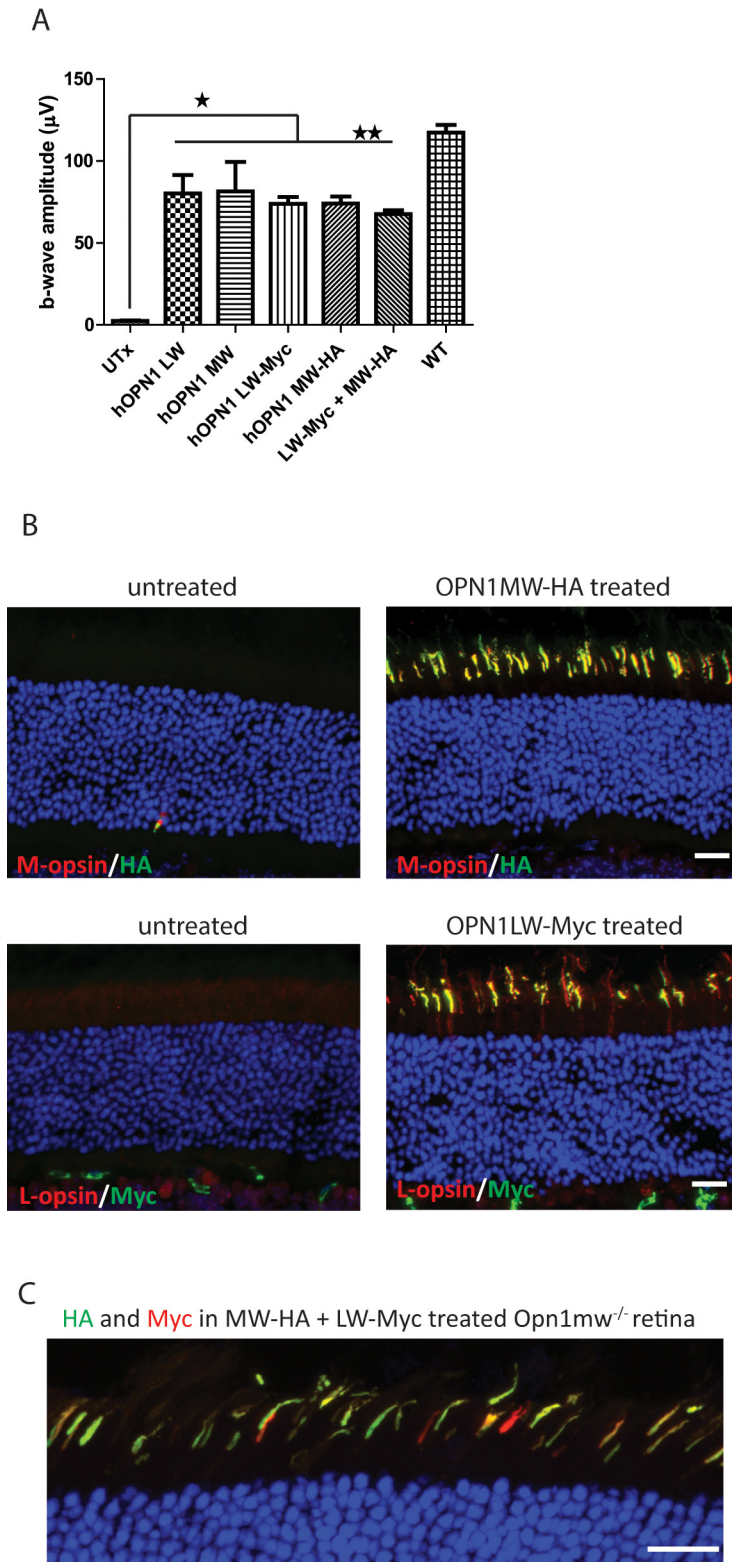 A
b-wave amplitude (µV)
150
100
50
0
★
★★
UTx
hOPN1 LW
hOPN1 MW
hOPN1 LW-Myc
hOPN1 MW-HA
LW-Myc + MW-HA
WT
B
untreated
OPN1MW-HA treated
M-opsin/HA
M-opsin/HA
untreated
OPN1LW-Myc treated
L-opsin/Myc
L-opsin/Myc
C
HA and Myc in MW-HA + LW-Myc treated Opn1mw⁻/⁻ retina